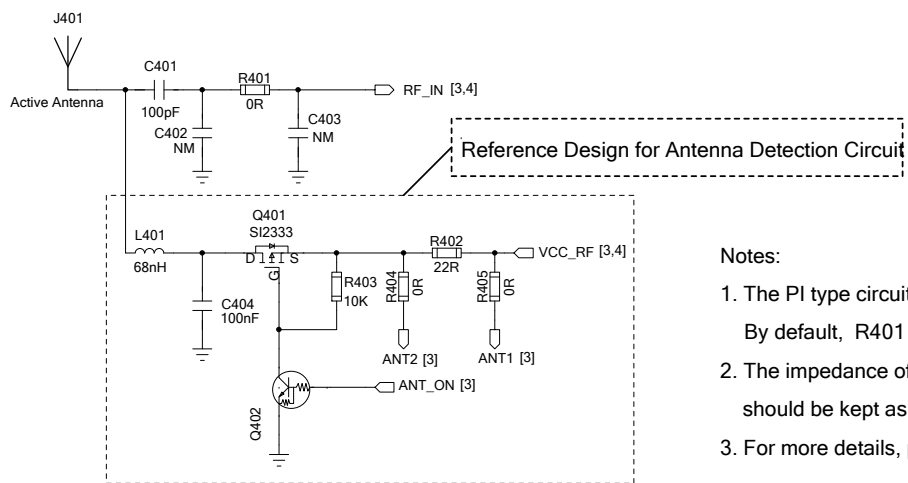 J401
Active Antenna
C401
100pF
R401
0R
RF_IN [3,4]
C402
NM
C403
NM
Reference Design for Antenna Detection Circuit
L401
68nH
Q401
SI2333
D
S
G
C404
100nF
R403
10K
R404
0R
R402
22R
R405
0R
VCC_RF [3,4]
ANT2 [3]
ANT1 [3]
ANT_ON [3]
Q402
Notes:
1. The PI type circuit
By default, R401
2. The impedance of
should be kept as
3. For more details,